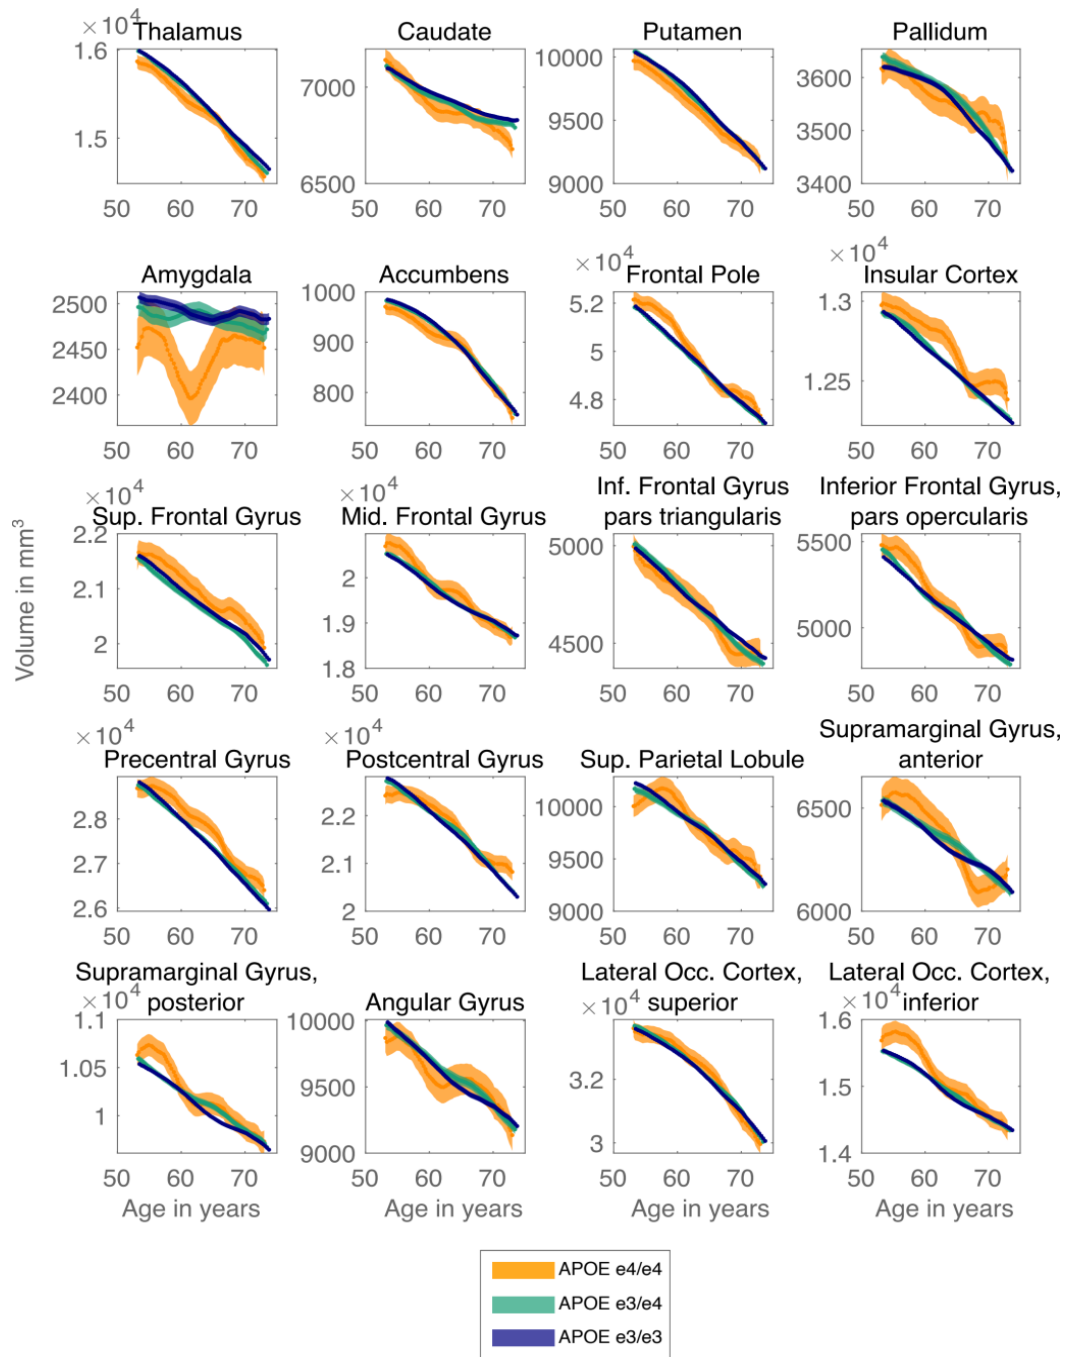 ×10⁴
Thalamus
Caudate
Putamen
Pallidum
1.6
1.5
50 60 70
7000
6500
50 60 70
10000
9500
9000
50 60 70
3600
3500
3400
50 60 70
Amygdala
Accumbens
×10⁴
Frontal Pole
×10⁴
Insular Cortex
2500
2450
2400
50 60 70
1000
900
800
50 60 70
5.2
5
4.8
50 60 70
1.3
1.25
50 60 70
Volume in mm³
×10⁴
Sup. Frontal Gyrus
×10⁴
Mid. Frontal Gyrus
Inf. Frontal Gyrus
pars triangularis
Inferior Frontal Gyrus,
pars opercularis
2.2
2.1
2
50 60 70
2
1.9
1.8
50 60 70
5000
4500
50 60 70
5500
5000
50 60 70
×10⁴
Precentral Gyrus
×10⁴
Postcentral Gyrus
Sup. Parietal Lobule
Supramarginal Gyrus,
anterior
2.8
2.7
2.6
50 60 70
2.2
2.1
2
50 60 70
10000
9500
9000
50 60 70
6500
6000
50 60 70
Supramarginal Gyrus,
×10⁴ posterior
Angular Gyrus
Lateral Occ. Cortex,
×10⁴ superior
Lateral Occ. Cortex,
×10⁴ inferior
1.1
1.05
1
50 60 70
Age in years
10000
9500
9000
50 60 70
Age in years
3.2
3
50 60 70
Age in years
1.6
1.5
1.4
50 60 70
Age in years
APOE e4/e4
APOE e3/e4
APOE e3/e3